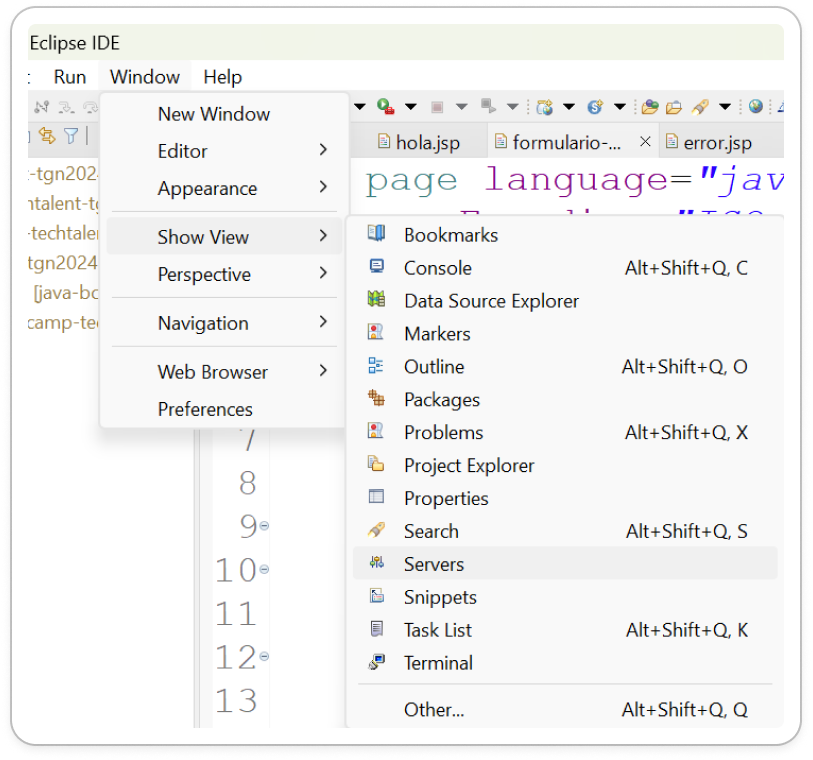 Eclipse IDE
: Run Window Help
New Window
Editor
Appearance
Show View
Perspective
Navigation
Web Browser
Preferences
hola.jsp formulario-... error.jsp
page language="jav
-tgn202
ntalent-tg
-techtale
tgn2024
[java-bo
camp-te
Bookmarks
Console Alt+Shift+Q, C
Data Source Explorer
Markers
Outline Alt+Shift+Q, O
Packages
Problems Alt+Shift+Q, X
Project Explorer
Properties
Search Alt+Shift+Q, S
Servers
Snippets
Task List Alt+Shift+Q, K
Terminal
Other... Alt+Shift+Q, Q
7
8
9
10
11
12
13